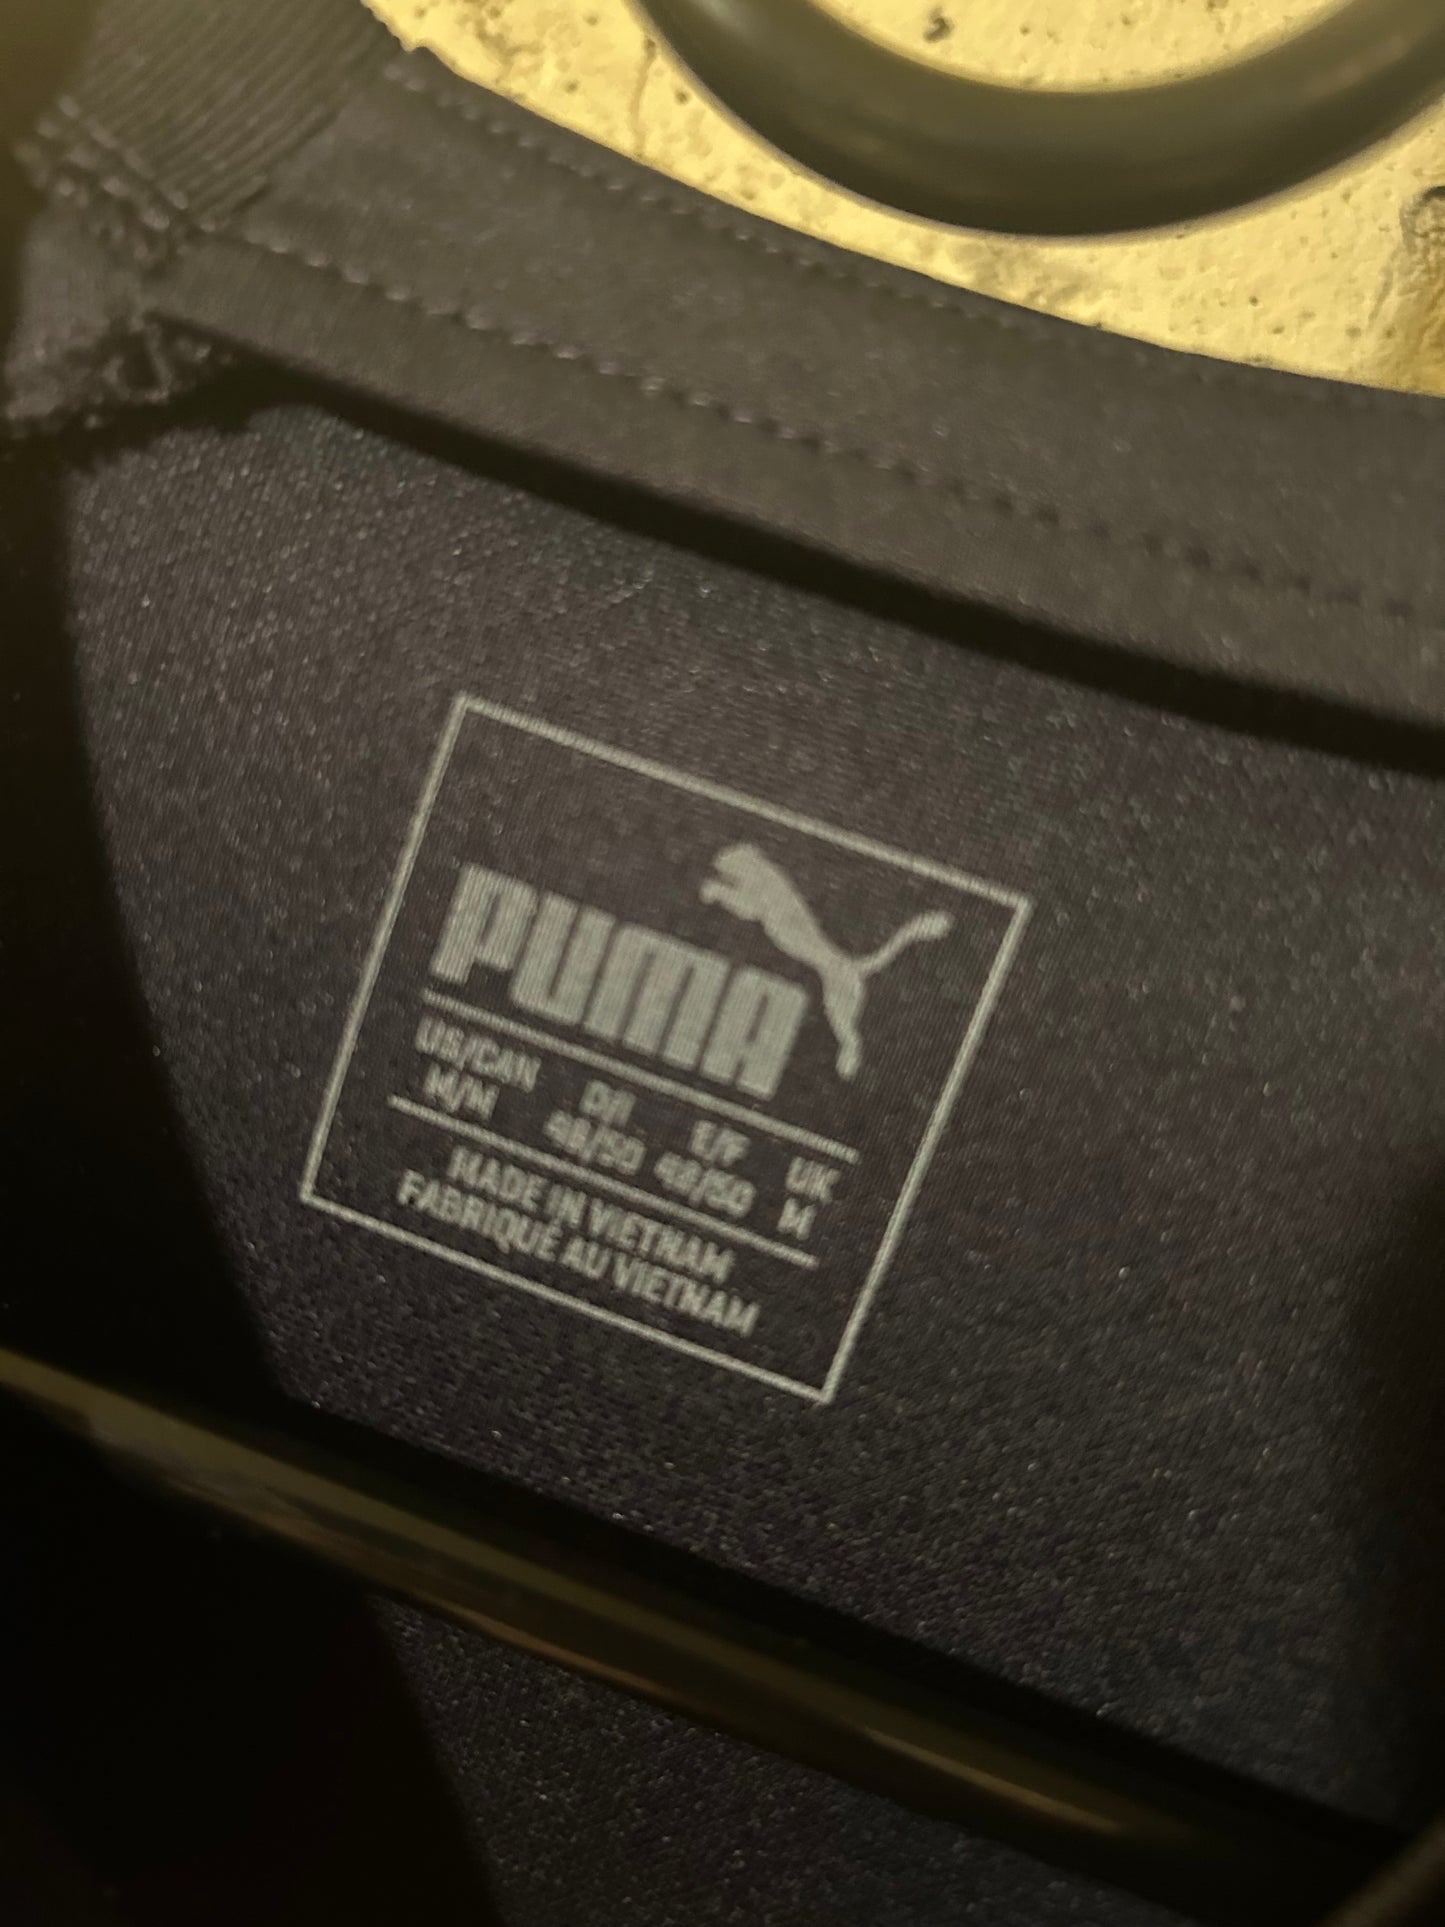 PUMA
US/CAN D/I E/F UK
M/M 48/50 48/50 M
MADE IN VIETNAM
FABRIQUÉ AU VIETNAM